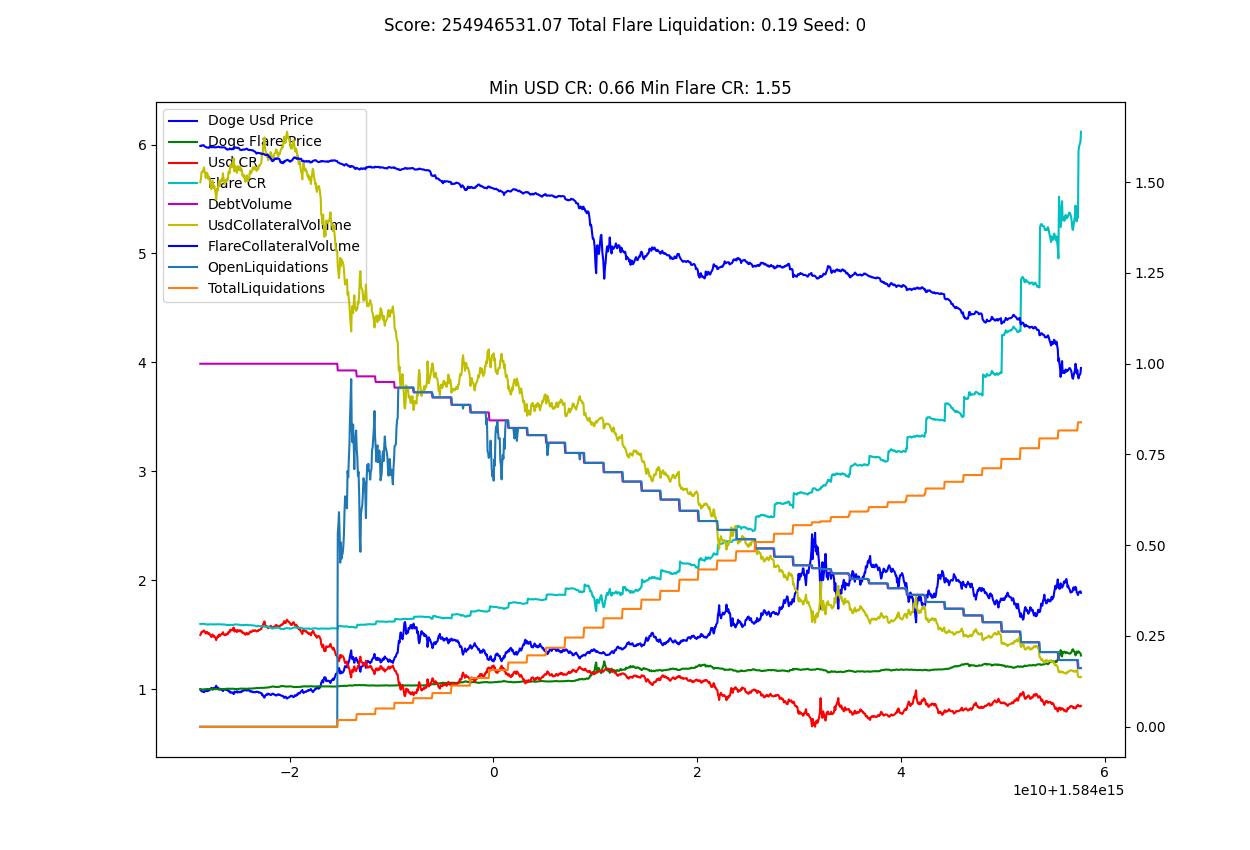 Score: 254946531.07 Total Flare Liquidation: 0.19 Seed: 0
Min USD CR: 0.66 Min Flare CR: 1.55
Doge Usd Price
Doge Flare Price
Usd CR
Flare CR
DebtVolume
UsdCollateralVolume
FlareCollateralVolume
OpenLiquidations
TotalLiquidations
6
5
4
3
2
1
1.50
1.25
1.00
0.75
0.50
0.25
0.00
−2
0
2
4
6
1e10+1.584e15